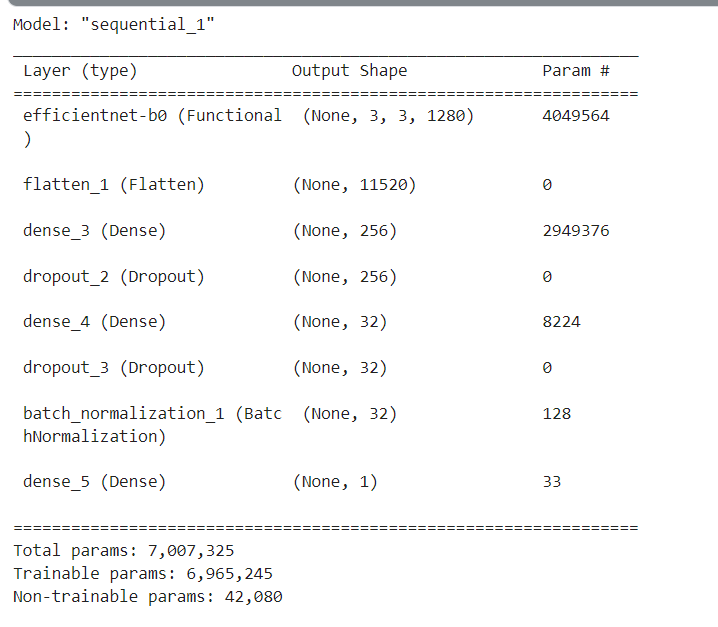 Model: "sequential_1"
_________________________________________________________________
Layer (type) Output Shape Param #
=================================================================
efficientnet-b0 (Functional (None, 3, 3, 1280) 4049564
)
flatten_1 (Flatten) (None, 11520) 0
dense_3 (Dense) (None, 256) 2949376
dropout_2 (Dropout) (None, 256) 0
dense_4 (Dense) (None, 32) 8224
dropout_3 (Dropout) (None, 32) 0
batch_normalization_1 (Batc (None, 32) 128
hNormalization)
dense_5 (Dense) (None, 1) 33
=================================================================
Total params: 7,007,325
Trainable params: 6,965,245
Non-trainable params: 42,080